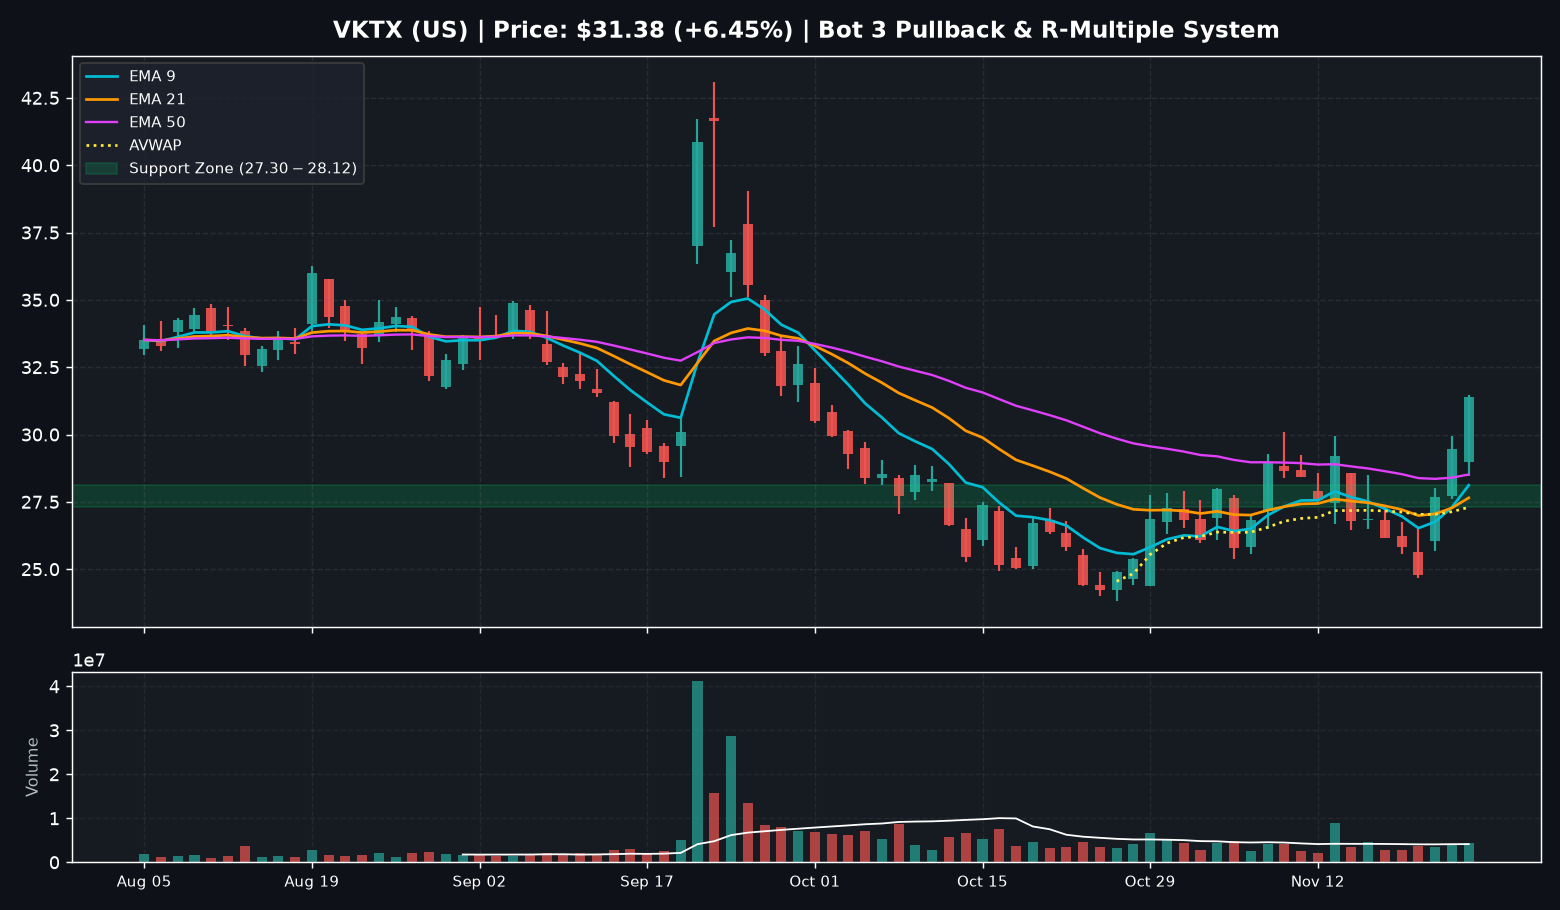 VKTX (US) | Price: $31.38 (+6.45%) | Bot 3 Pullback & R-Multiple System
EMA 9
EMA 21
EMA 50
AVWAP
Support Zone (27.30 − 28.12)
42.5
40.0
37.5
35.0
32.5
30.0
27.5
25.0
1e7
4
3
2
1
0
Volume
Aug 05
Aug 19
Sep 02
Sep 17
Oct 01
Oct 15
Oct 29
Nov 12